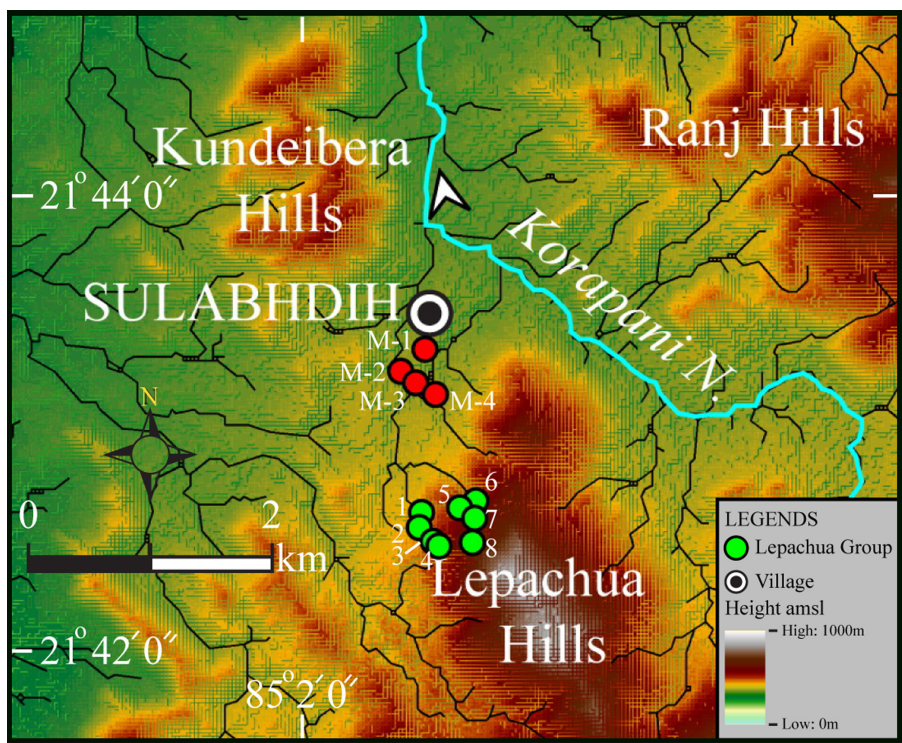 Kundeibera
Hills
Ranj Hills
21° 44′ 0″
Korapani N.
SULABHDIH
M-1
M-2
M-3
M-4
N
0
2
km
1
2
3
4
5
6
7
8
Lepachua
Hills
21° 42′ 0″
85° 2′ 0″
LEGENDS
Lepachua Group
Village
Height amsl
High: 1000m
Low: 0m